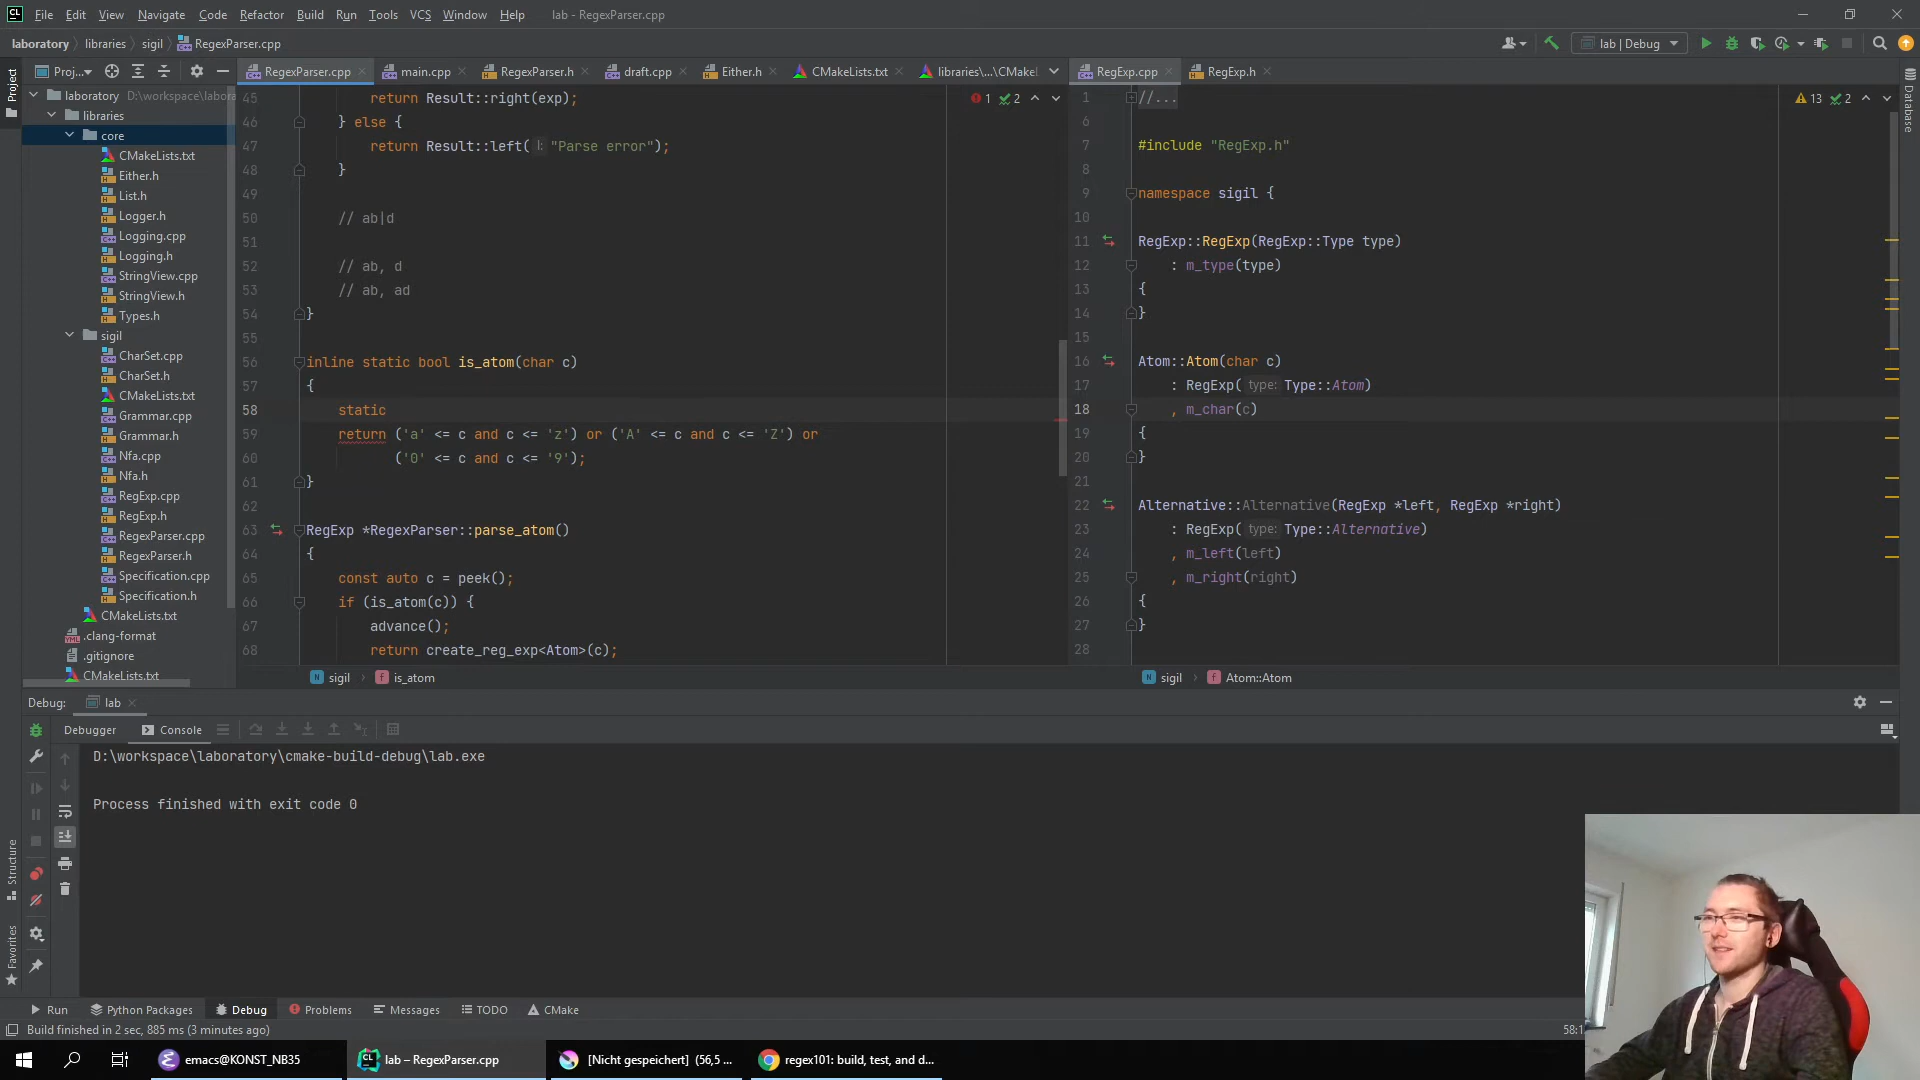 File Edit View Navigate Code Refactor Build Run Tools VCS Window Help lab - RegexParser.cpp
laboratory libraries sigil RegexParser.cpp lab | Debug
Proj... RegexParser.cpp main.cpp RegexParser.h draft.cpp Either.h CMakeLists.txt libraries\...\CMakeL RegExp.cpp RegExp.h
Project
Structure
Favorites
Database
laboratory D:\workspace\labora
libraries
core
CMakeLists.txt
Either.h
List.h
Logger.h
Logging.cpp
Logging.h
StringView.cpp
StringView.h
Types.h
sigil
CharSet.cpp
CharSet.h
CMakeLists.txt
Grammar.cpp
Grammar.h
Nfa.cpp
Nfa.h
RegExp.cpp
RegExp.h
RegexParser.cpp
RegexParser.h
Specification.cpp
Specification.h
CMakeLists.txt
.clang-format
.gitignore
CMakeLists.txt
1 2
45 return Result::right(exp);
46 } else {
47 return Result::left( l: "Parse error");
48 }
49
50 // ab|d
51
52 // ab, d
53 // ab, ad
54 }
55
56 inline static bool is_atom(char c)
57 {
58 static
59 return ('a' <= c and c <= 'z') or ('A' <= c and c <= 'Z') or
60 ('0' <= c and c <= '9');
61 }
62
63 RegExp *RegexParser::parse_atom()
64 {
65 const auto c = peek();
66 if (is_atom(c)) {
67 advance();
68 return create_reg_exp<Atom>(c);
sigil is_atom
13 2
1 //...
6
7 #include "RegExp.h"
8
9 namespace sigil {
10
11 RegExp::RegExp(RegExp::Type type)
12 : m_type(type)
13 {
14 }
15
16 Atom::Atom(char c)
17 : RegExp( type: Type::Atom)
18 , m_char(c)
19 {
20 }
21
22 Alternative::Alternative(RegExp *left, RegExp *right)
23 : RegExp( type: Type::Alternative)
24 , m_left(left)
25 , m_right(right)
26 {
27 }
28
sigil Atom::Atom
Debug: lab
Debugger Console
D:\workspace\laboratory\cmake-build-debug\lab.exe
Process finished with exit code 0
Run Python Packages Debug Problems Messages TODO CMake
Build finished in 2 sec, 885 ms (3 minutes ago) 58:1
emacs@KONST_NB35 lab – RegexParser.cpp [Nicht gespeichert] (56,5 ... regex101: build, test, and d...